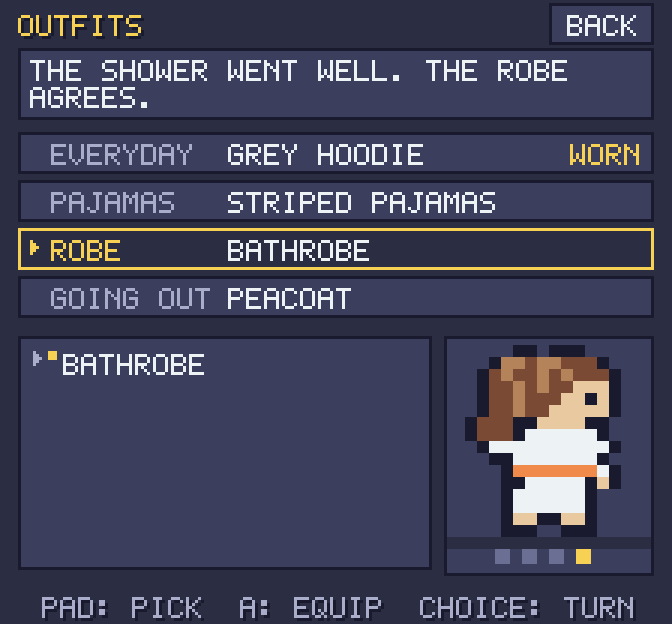 OUTFITS
BACK
THE SHOWER WENT WELL. THE ROBE
AGREES.
EVERYDAY GREY HOODIE WORN
PAJAMAS STRIPED PAJAMAS
ROBE BATHROBE
GOING OUT PEACOAT
BATHROBE
PAD: PICK A: EQUIP CHOICE: TURN